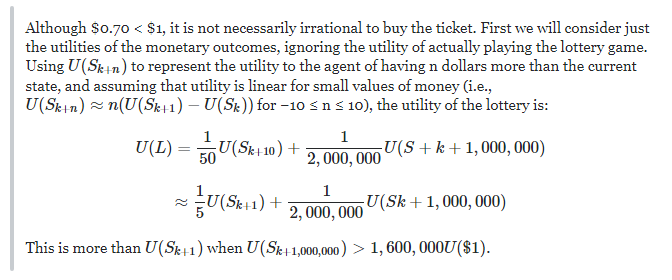 Although $0.70 < $1, it is not necessarily irrational to buy the ticket. First we will consider just
the utilities of the monetary outcomes, ignoring the utility of actually playing the lottery game.
Using U(S_{k+n}) to represent the utility to the agent of having n dollars more than the current
state, and assuming that utility is linear for small values of money (i.e.,
U(S_{k+n}) ≈ n(U(S_{k+1}) − U(S_k)) for −10 ≤ n ≤ 10), the utility of the lottery is:
U(L) = \frac{1}{50}U(S_{k+10}) + \frac{1}{2,000,000}U(S + k + 1,000,000)
≈ \frac{1}{5}U(S_{k+1}) + \frac{1}{2,000,000}U(Sk + 1,000,000)
This is more than U(S_{k+1}) when U(S_{k+1,000,000}) > 1,600,000U($1).